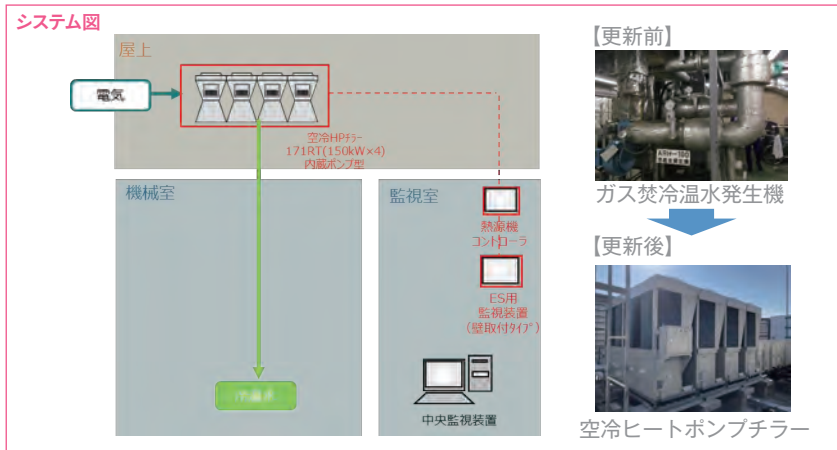 システム図
屋上
電気
空冷HPチラー
171RT(150kW×4)
内蔵ポンプ型
機械室
監視室
熱源機
コントローラ
ES用
監視装置
(壁取付タイプ)
中央監視装置
【更新前】
ガス焚冷温水発生機
【更新後】
空冷ヒートポンプチラー